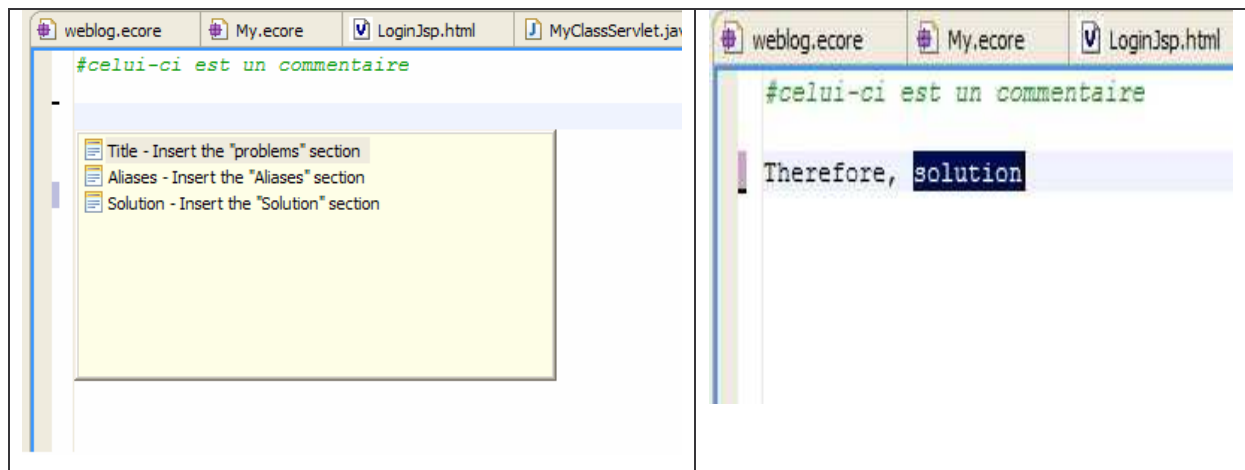 weblog.ecore My.ecore LoginJsp.html MyClassServlet.jav
#celui-ci est un commentaire
Title - Insert the "problems" section
Aliases - Insert the "Aliases" section
Solution - Insert the "Solution" section
weblog.ecore My.ecore LoginJsp.html
#celui-ci est un commentaire
Therefore, solution